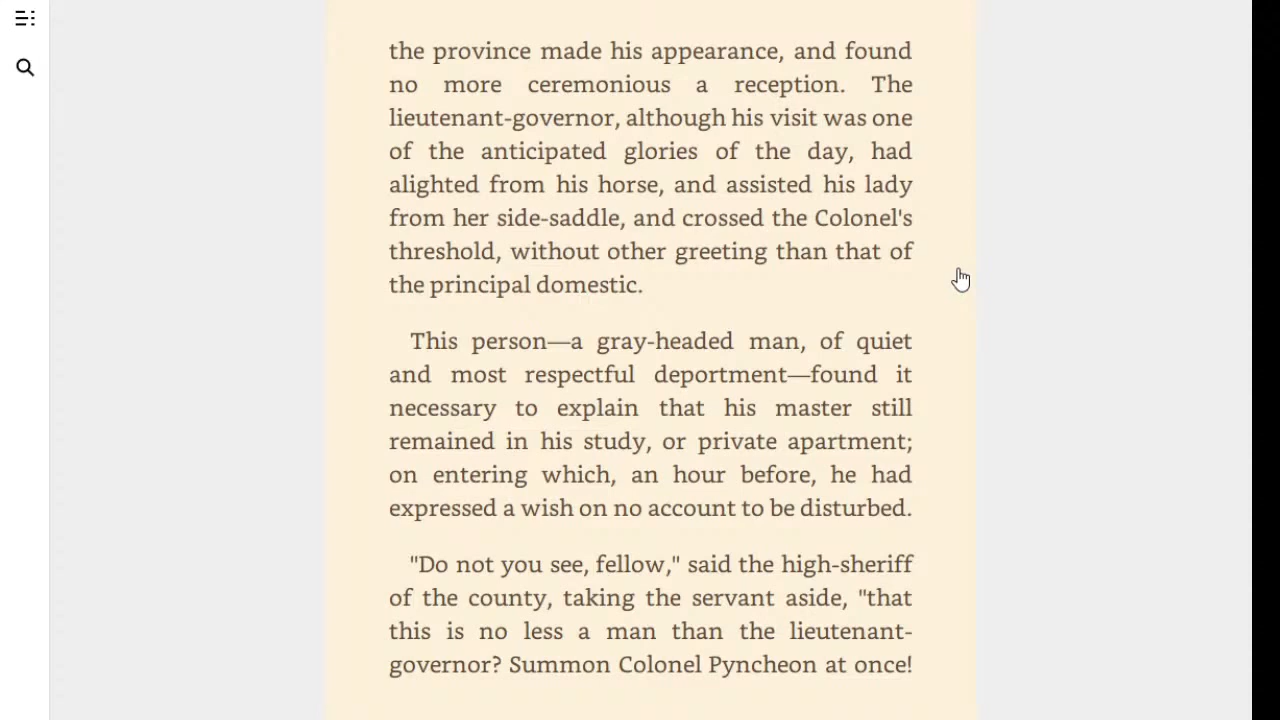 the province made his appearance, and found
no more ceremonious a reception. The
lieutenant-governor, although his visit was one
of the anticipated glories of the day, had
alighted from his horse, and assisted his lady
from her side-saddle, and crossed the Colonel's
threshold, without other greeting than that of
the principal domestic.
This person—a gray-headed man, of quiet
and most respectful deportment—found it
necessary to explain that his master still
remained in his study, or private apartment;
on entering which, an hour before, he had
expressed a wish on no account to be disturbed.
"Do not you see, fellow," said the high-sheriff
of the county, taking the servant aside, "that
this is no less a man than the lieutenant-
governor? Summon Colonel Pyncheon at once!